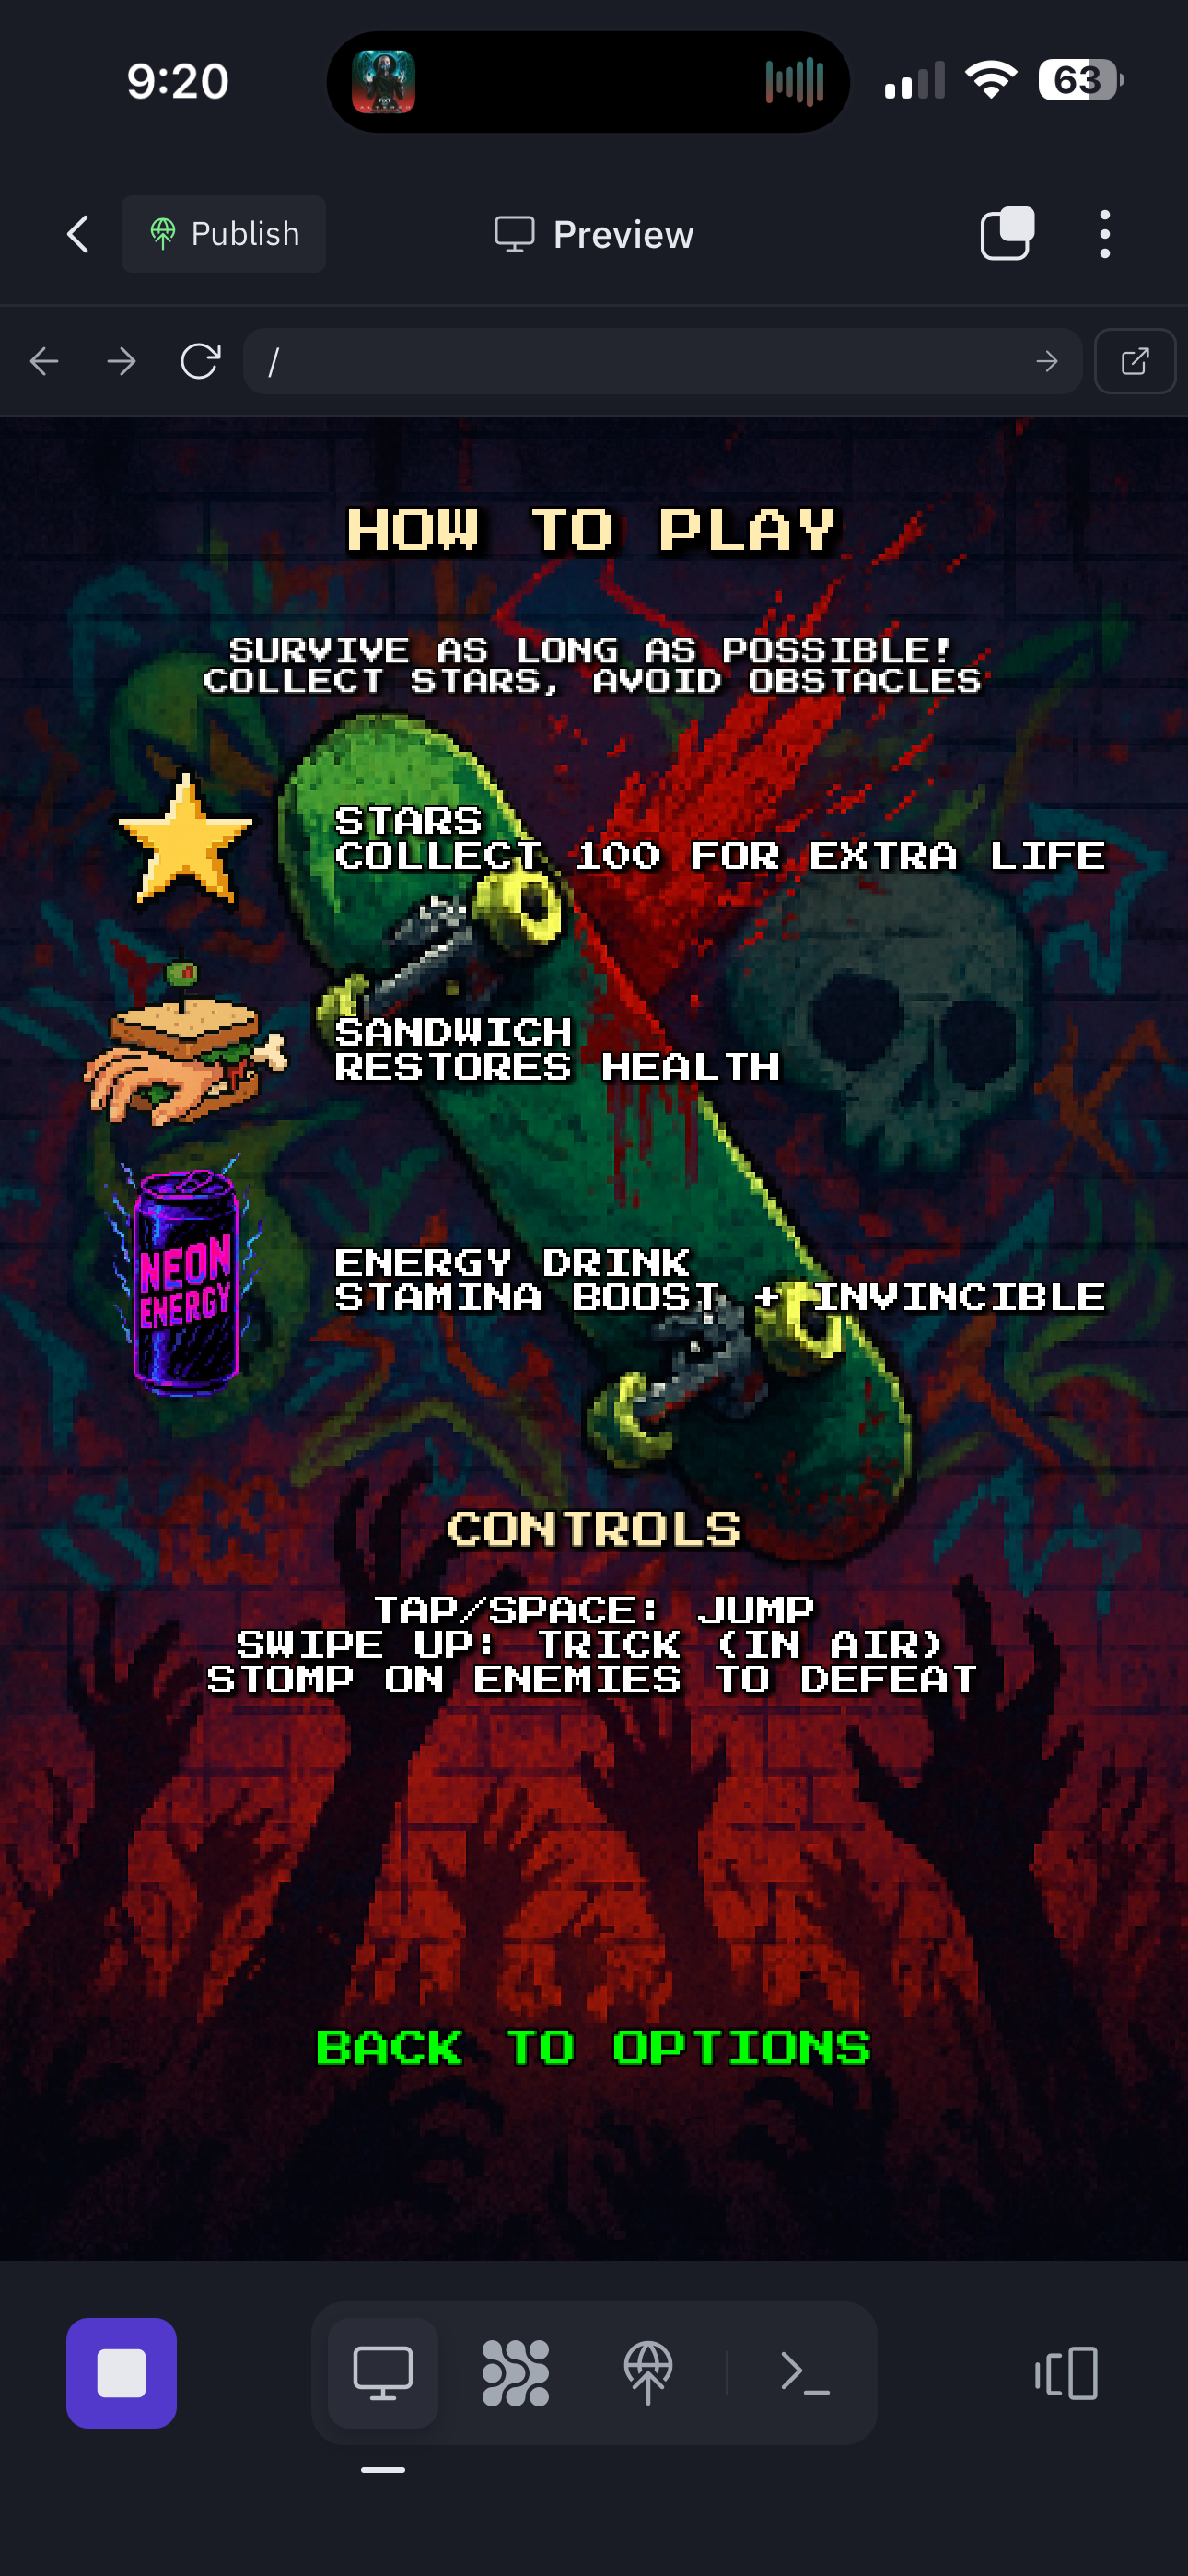 9:20
63
Publish
Preview
/
HOW TO PLAY
SURVIVE AS LONG AS POSSIBLE!
COLLECT STARS, AVOID OBSTACLES
STARS
COLLECT 100 FOR EXTRA LIFE
SANDWICH
RESTORES HEALTH
NEON
ENERGY
ENERGY DRINK
STAMINA BOOST + INVINCIBLE
CONTROLS
TAP/SPACE: JUMP
SWIPE UP: TRICK (IN AIR)
STOMP ON ENEMIES TO DEFEAT
BACK TO OPTIONS